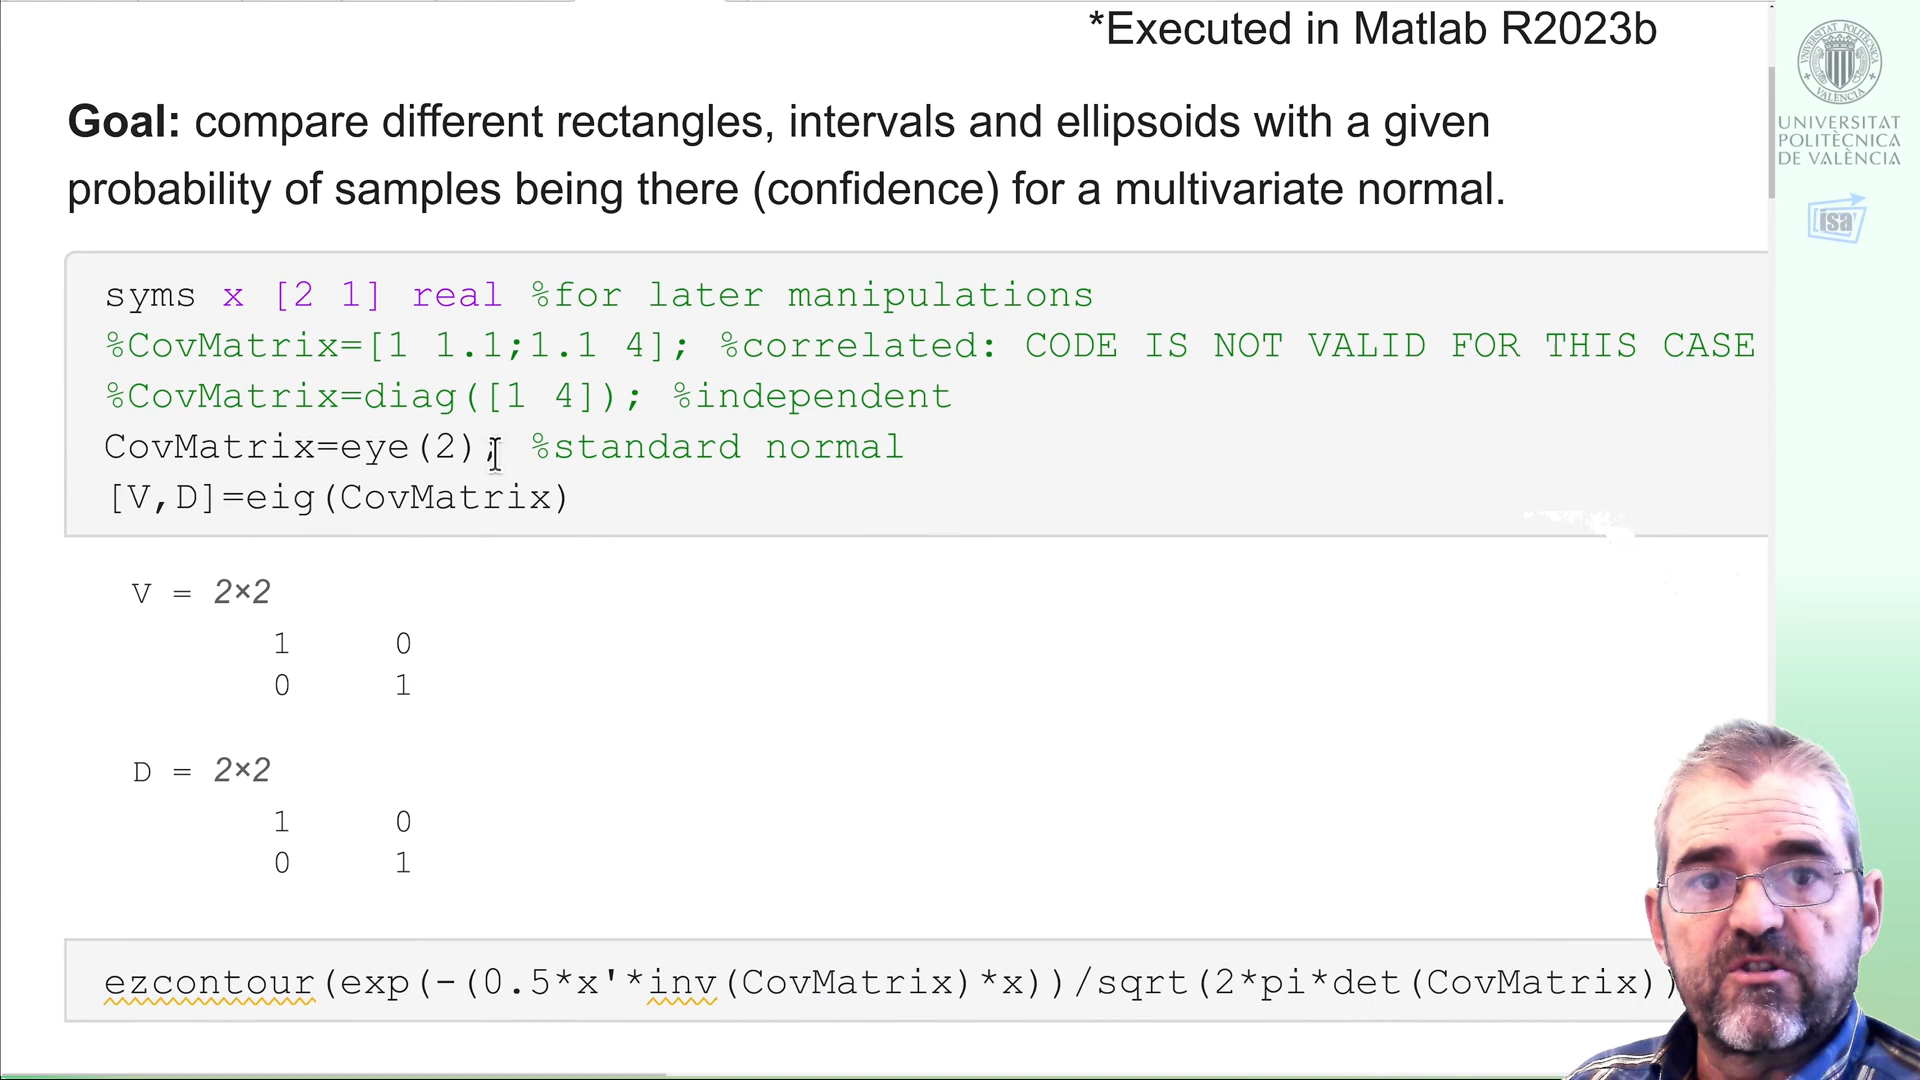 *Executed in Matlab R2023b
Goal: compare different rectangles, intervals and ellipsoids with a given
probability of samples being there (confidence) for a multivariate normal.
syms x [2 1] real %for later manipulations
%CovMatrix=[1 1.1;1.1 4]; %correlated: CODE IS NOT VALID FOR THIS CASE
%CovMatrix=diag([1 4]); %independent
CovMatrix=eye(2); %standard normal
[V,D]=eig(CovMatrix)
V = 2×2
1 0
0 1
D = 2×2
1 0
0 1
ezcontour(exp(-(0.5*x'*inv(CovMatrix)*x))/sqrt(2*pi*det(CovMatrix))
UNIVERSITAT
POLITÈCNICA
DE VALÈNCIA
isa